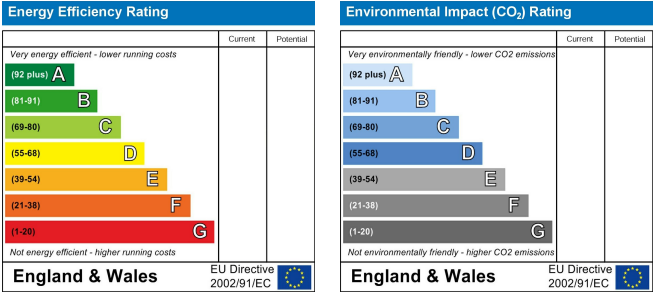 Energy Efficiency Rating
Current Potential
Very energy efficient - lower running costs
(92 plus) A
(81-91) B
(69-80) C
(55-68) D
(39-54) E
(21-38) F
(1-20) G
Not energy efficient - higher running costs
England & Wales
EU Directive
2002/91/EC
Environmental Impact (CO₂) Rating
Current Potential
Very environmentally friendly - lower CO2 emissions
(92 plus) A
(81-91) B
(69-80) C
(55-68) D
(39-54) E
(21-38) F
(1-20) G
Not environmentally friendly - higher CO2 emissions
England & Wales
EU Directive
2002/91/EC